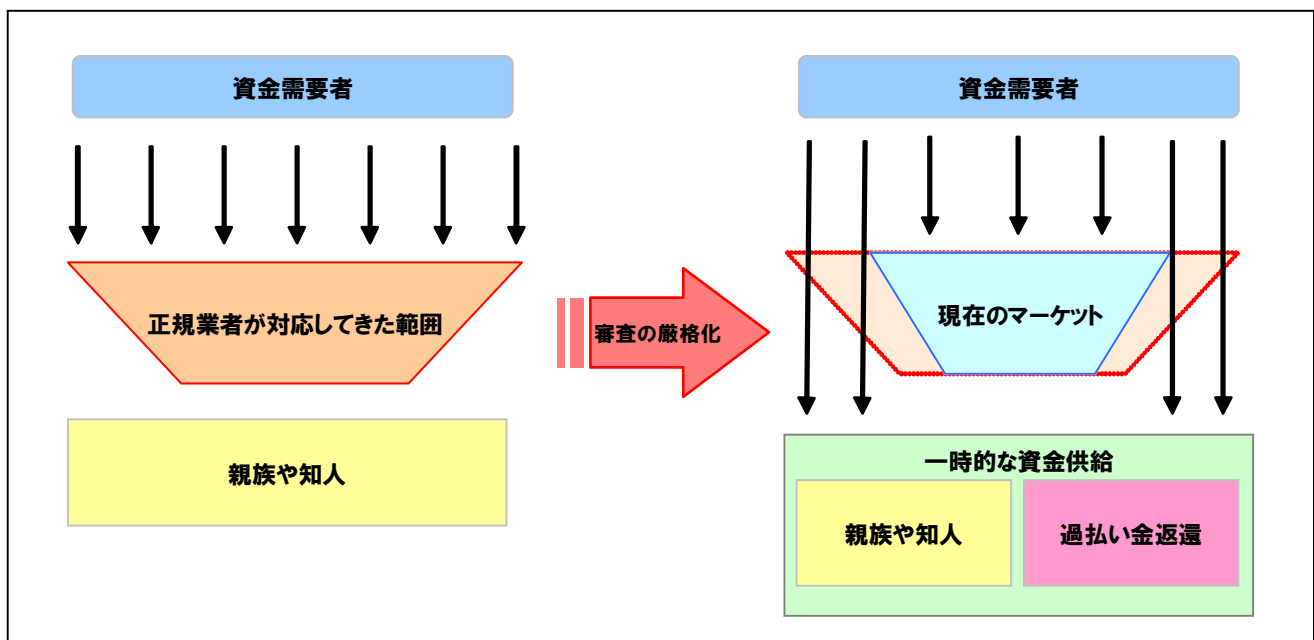 資金需要者
正規業者が対応してきた範囲
親族や知人
審査の厳格化
資金需要者
現在のマーケット
一時的な資金供給
親族や知人
過払い金返還